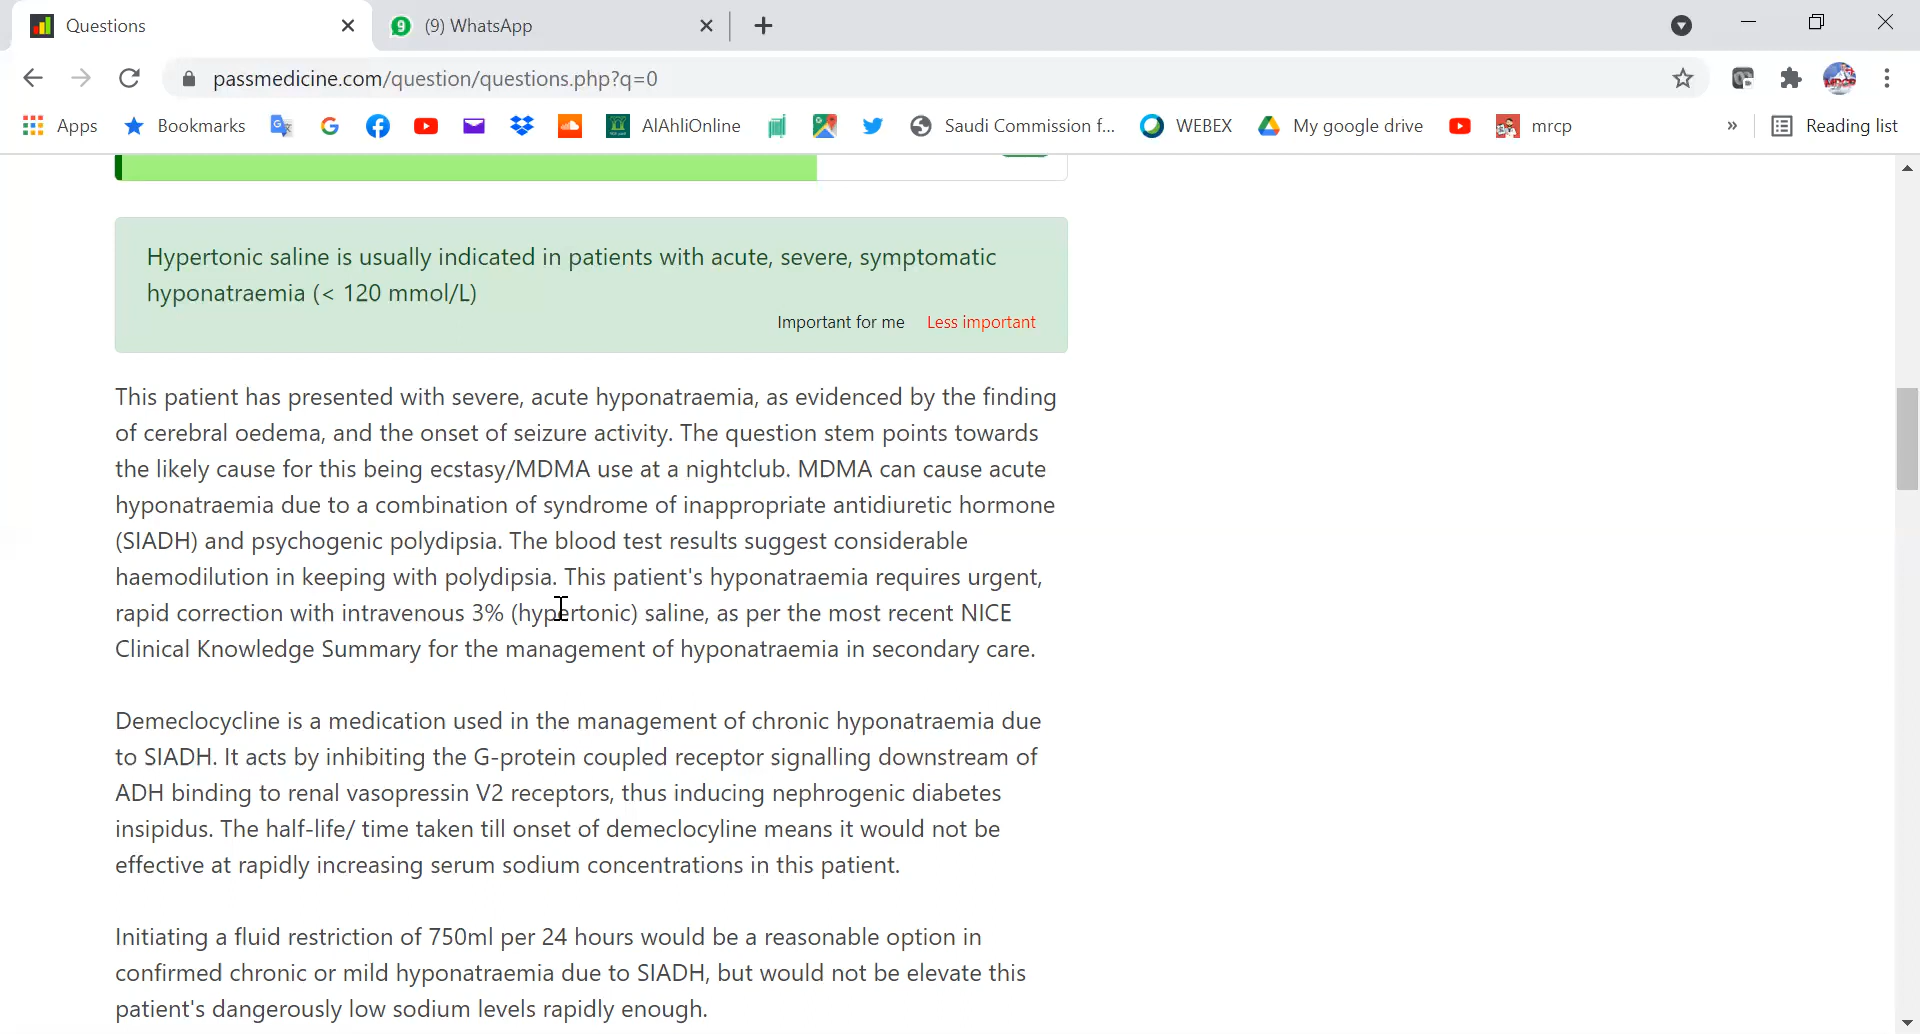 Questions
9 (9) WhatsApp
passmedicine.com/question/questions.php?q=0
Apps Bookmarks AlAhliOnline Saudi Commission f... WEBEX My google drive mrcp » Reading list
Hypertonic saline is usually indicated in patients with acute, severe, symptomatic
hyponatraemia (< 120 mmol/L)
Important for me Less important
This patient has presented with severe, acute hyponatraemia, as evidenced by the finding
of cerebral oedema, and the onset of seizure activity. The question stem points towards
the likely cause for this being ecstasy/MDMA use at a nightclub. MDMA can cause acute
hyponatraemia due to a combination of syndrome of inappropriate antidiuretic hormone
(SIADH) and psychogenic polydipsia. The blood test results suggest considerable
haemodilution in keeping with polydipsia. This patient's hyponatraemia requires urgent,
rapid correction with intravenous 3% (hypertonic) saline, as per the most recent NICE
Clinical Knowledge Summary for the management of hyponatraemia in secondary care.
Demeclocycline is a medication used in the management of chronic hyponatraemia due
to SIADH. It acts by inhibiting the G-protein coupled receptor signalling downstream of
ADH binding to renal vasopressin V2 receptors, thus inducing nephrogenic diabetes
insipidus. The half-life/ time taken till onset of demeclocyline means it would not be
effective at rapidly increasing serum sodium concentrations in this patient.
Initiating a fluid restriction of 750ml per 24 hours would be a reasonable option in
confirmed chronic or mild hyponatraemia due to SIADH, but would not be elevate this
patient's dangerously low sodium levels rapidly enough.